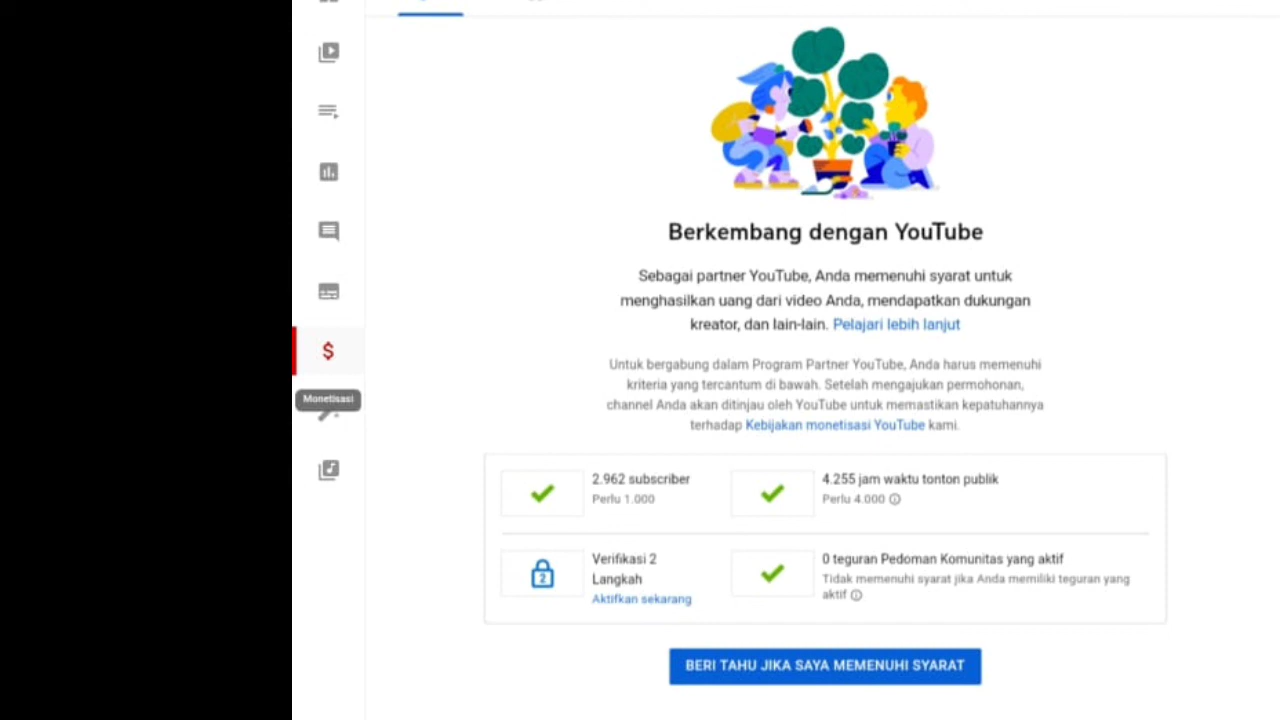 Berkembang dengan YouTube
Sebagai partner YouTube, Anda memenuhi syarat untuk
menghasilkan uang dari video Anda, mendapatkan dukungan
kreator, dan lain-lain. Pelajari lebih lanjut
Untuk bergabung dalam Program Partner YouTube, Anda harus memenuhi
kriteria yang tercantum di bawah. Setelah mengajukan permohonan,
channel Anda akan ditinjau oleh YouTube untuk memastikan kepatuhannya
terhadap Kebijakan monetisasi YouTube kami.
Monetisasi
2.962 subscriber
Perlu 1.000
4.255 jam waktu tonton publik
Perlu 4.000
Verifikasi 2
Langkah
Aktifkan sekarang
0 teguran Pedoman Komunitas yang aktif
Tidak memenuhi syarat jika Anda memiliki teguran yang
aktif
BERI TAHU JIKA SAYA MEMENUHI SYARAT